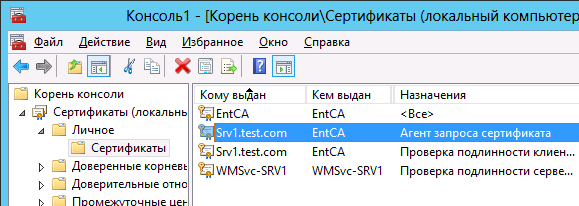 Консоль1 - [Корень консоли\Сертификаты (локальный компьютер
Файл Действие Вид Избранное Окно Справка
Корень консоли
Сертификаты (локальны
Личное
Сертификаты
Доверенные корневы
Доверительные отно
Промежуточные цен
Кому выдан Кем выдан Назначения
EntCA EntCA <Все>
Srv1.test.com EntCA Агент запроса сертификата
Srv1.test.com EntCA Проверка подлинности клиен...
WMSvc-SRV1 WMSvc-SRV1 Проверка подлинности серве...